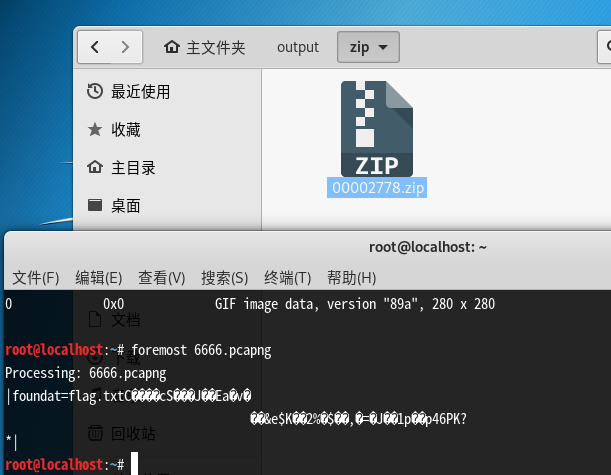 主文件夹 output zip
最近使用
收藏
主目录
桌面
ZIP
00002778.zip
root@localhost: ~
文件(F) 编辑(E) 查看(V) 搜索(S) 终端(T) 帮助(H)
0 0x0 GIF image data, version "89a", 280 x 280
文档
root@localhost:~# foremost 6666.pcapng
下载
Processing: 6666.pcapng
|foundat=flag.txtC����cS���J��Ea�v�
��&e$K��2%�$��,�=�J��1p��p46PK?
回收站
*|
root@localhost:~#